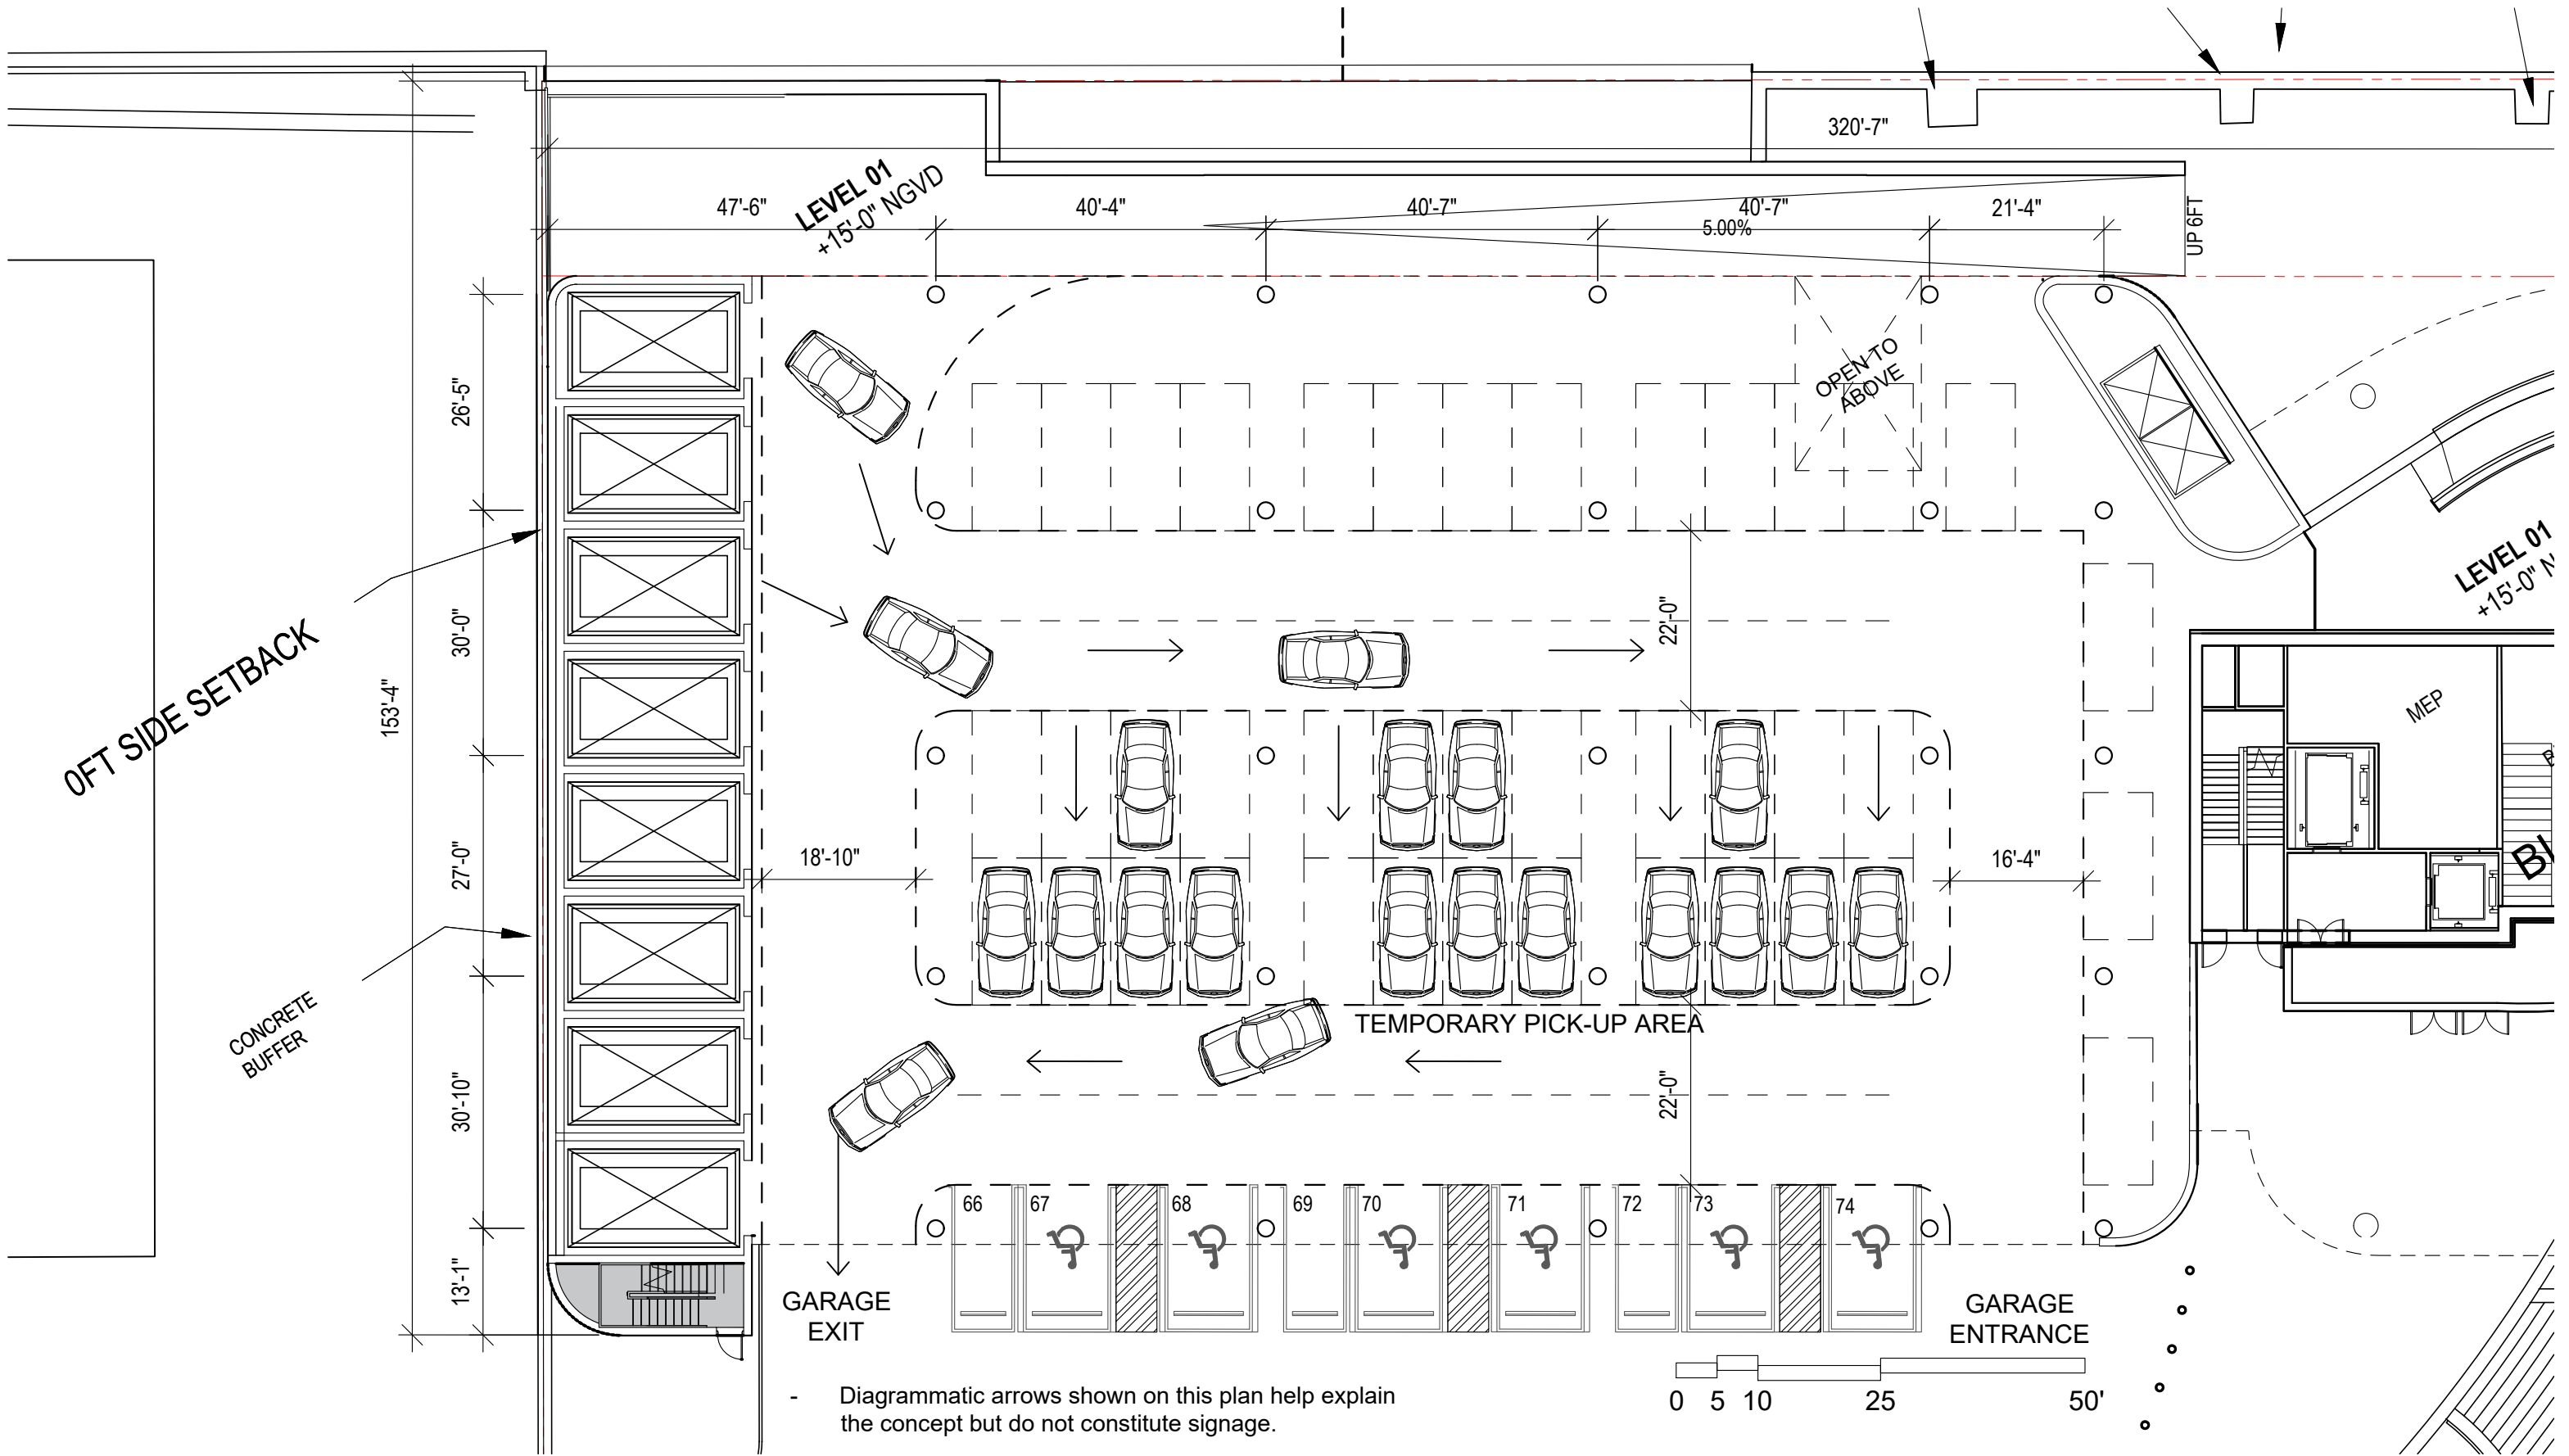 320'-7"
LEVEL 01
+15'-0" NGVD
47'-6"
40'-4"
40'-7"
40'-7"
21'-4"
5.00%
UP 6FT
OPEN TO
ABOVE
26'-5"
30'-0"
153'-4"
27'-0"
30'-10"
13'-1"
0FT SIDE SETBACK
CONCRETE
BUFFER
22'-0"
LEVEL 01
+15'-0"
MEP
18'-10"
16'-4"
TEMPORARY PICK-UP AREA
22'-0"
66
67
68
69
70
71
72
73
74
GARAGE
EXIT
GARAGE
ENTRANCE
0 5 10 25 50'
- Diagrammatic arrows shown on this plan help explain
the concept but do not constitute signage.